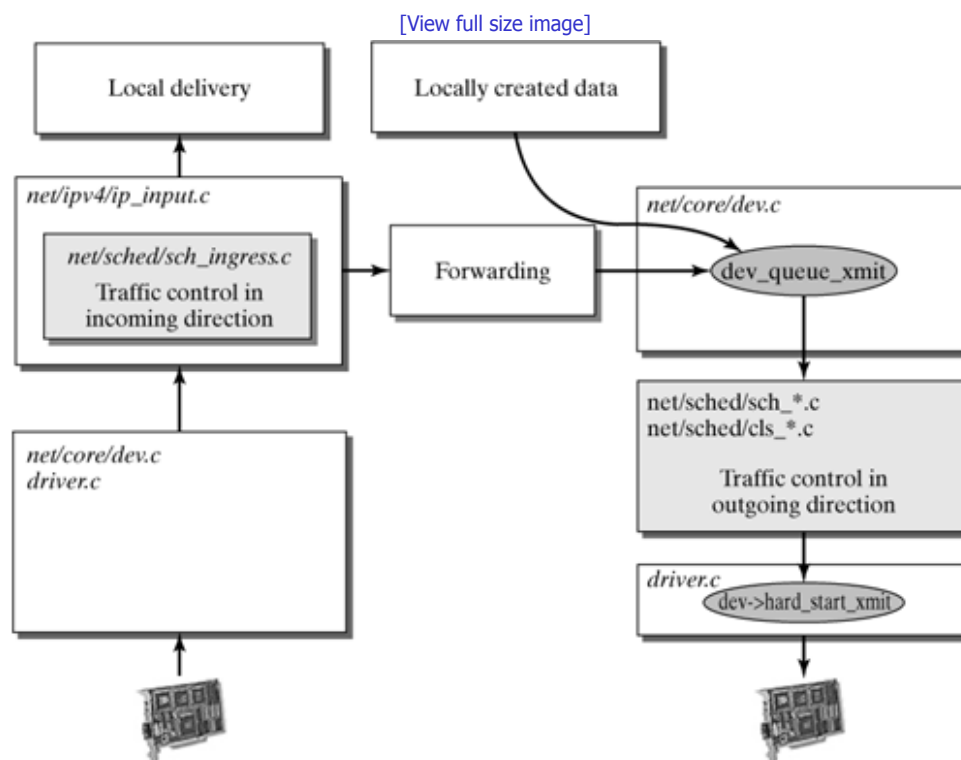 [View full size image]
Local delivery
Locally created data
net/ipv4/ip_input.c
net/sched/sch_ingress.c
Traffic control in
incoming direction
Forwarding
net/core/dev.c
dev_queue_xmit
net/core/dev.c
driver.c
net/sched/sch_*.c
net/sched/cls_*.c
Traffic control in
outgoing direction
driver.c
dev->hard_start_xmit